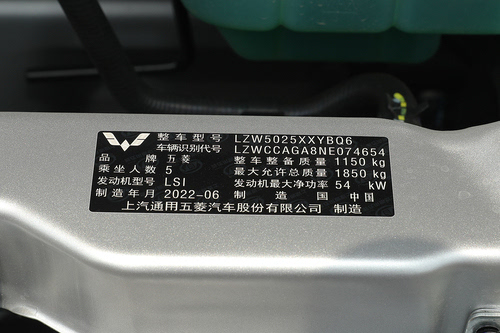 整车型号 LZW5025XXYBQ6
车辆识别代号 LZWCCAGA8NE074654
品牌 五菱 整车整备质量 1150 kg
乘坐人数 5 最大允许总质量 1850 kg
发动机型号 LSI 发动机最大净功率 54 kW
制造年月 2022-06 制造国 中国
上汽通用五菱汽车股份有限公司 制造